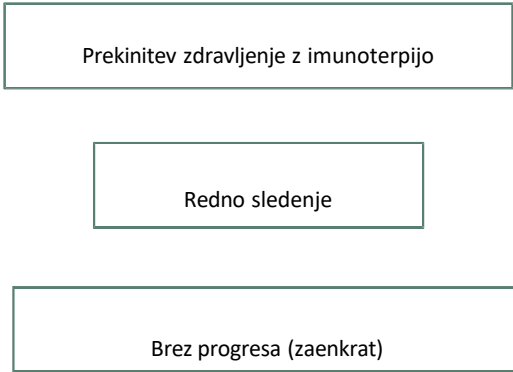 Prekinitev zdravljenje z imunoterpijo
Redno sledenje
Brez progresa (zaenkrat)